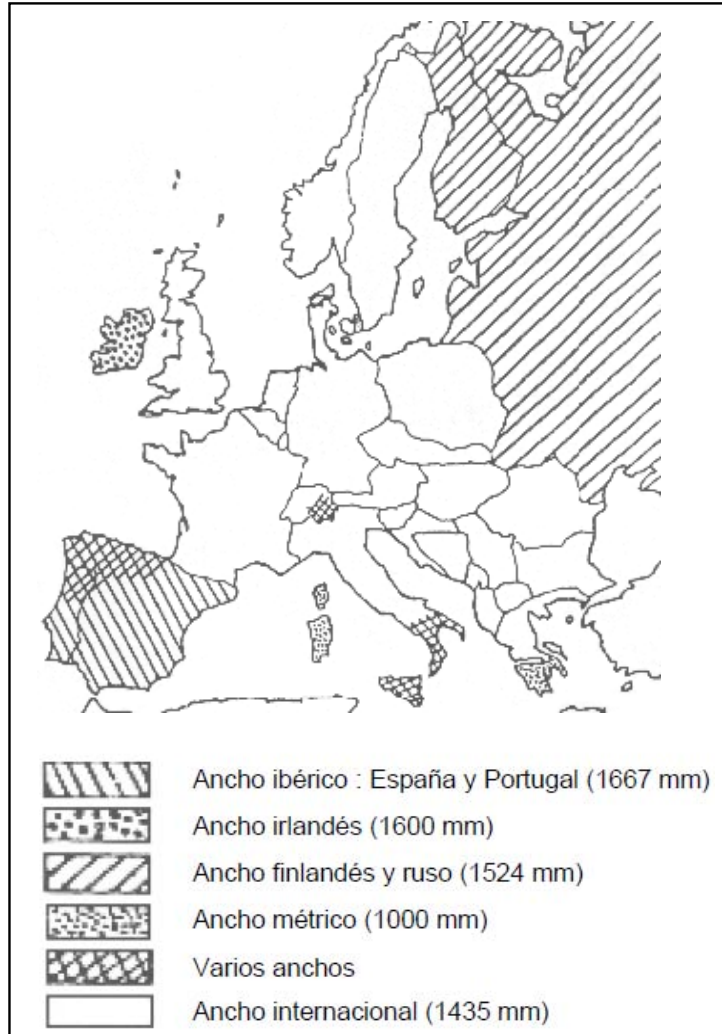 Ancho ibérico : España y Portugal (1667 mm)
Ancho irlandés (1600 mm)
Ancho finlandés y ruso (1524 mm)
Ancho métrico (1000 mm)
Varios anchos
Ancho internacional (1435 mm)